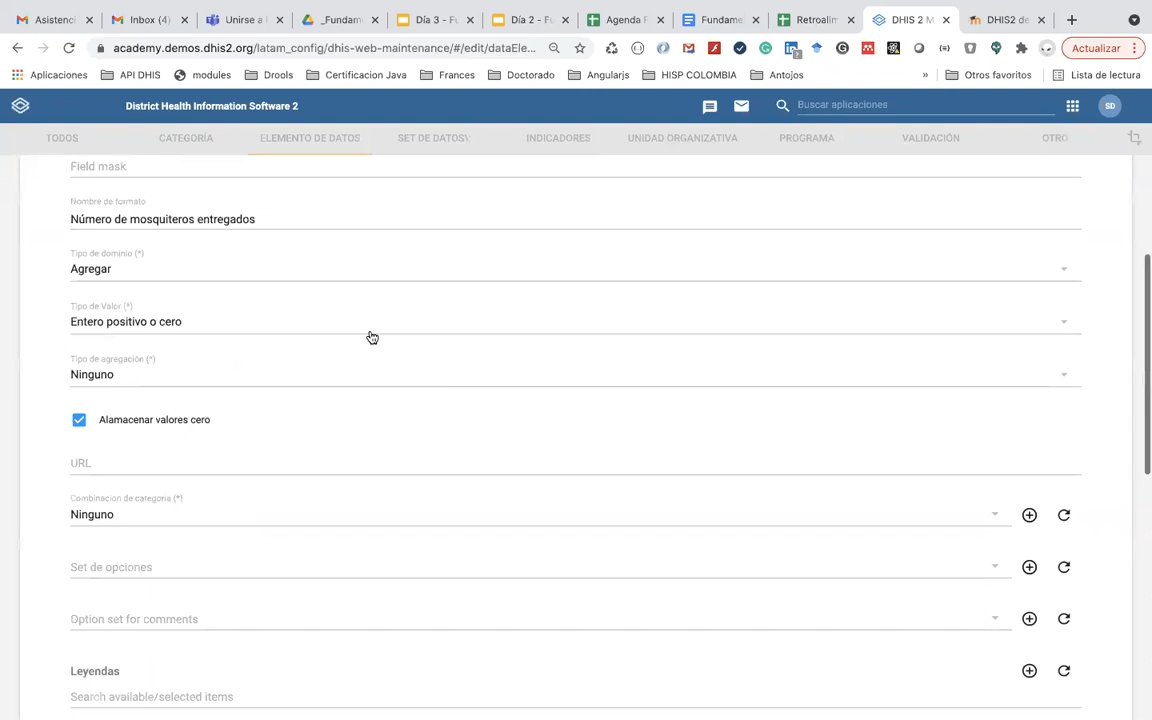 Asistenci
Inbox (4)
Unirse a l
_Fundam
Día 3 - Fu
Día 2 - Fu
Agenda F
Fundame
Retroalim
DHIS 2 M
DHIS2 de
academy.demos.dhis2.org/latam_config/dhis-web-maintenance/#/edit/dataEle...
Actualizar
Aplicaciones
API DHIS
modules
Drools
Certificacion Java
Frances
Doctorado
Angularjs
HISP COLOMBIA
Antojos
»
Otros favoritos
Lista de lectura
District Health Information Software 2
Buscar aplicaciones
SD
TODOS
CATEGORÍA
ELEMENTO DE DATOS
SET DE DATOS\
INDICADORES
UNIDAD ORGANIZATIVA
PROGRAMA
VALIDACIÓN
OTRO
Field mask
Nombre de formato
Número de mosquiteros entregados
Tipo de dominio (*)
Agregar
Tipo de Valor (*)
Entero positivo o cero
Tipo de agregación (*)
Ninguno
Alamacenar valores cero
URL
Combinacion de categoria (*)
Ninguno
Set de opciones
Option set for comments
Leyendas
Search available/selected items